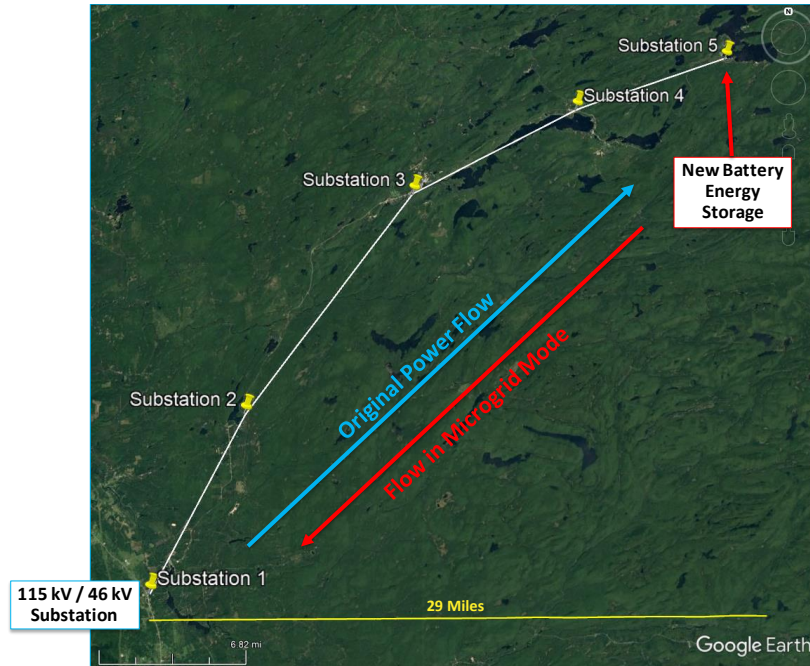 N
Substation 5
Substation 4
New Battery
Energy
Storage
Substation 3
Original Power Flow
Flow in Microgrid Mode
Substation 2
Substation 1
115 kV / 46 kV
Substation
29 Miles
6.82 mi
Google Earth